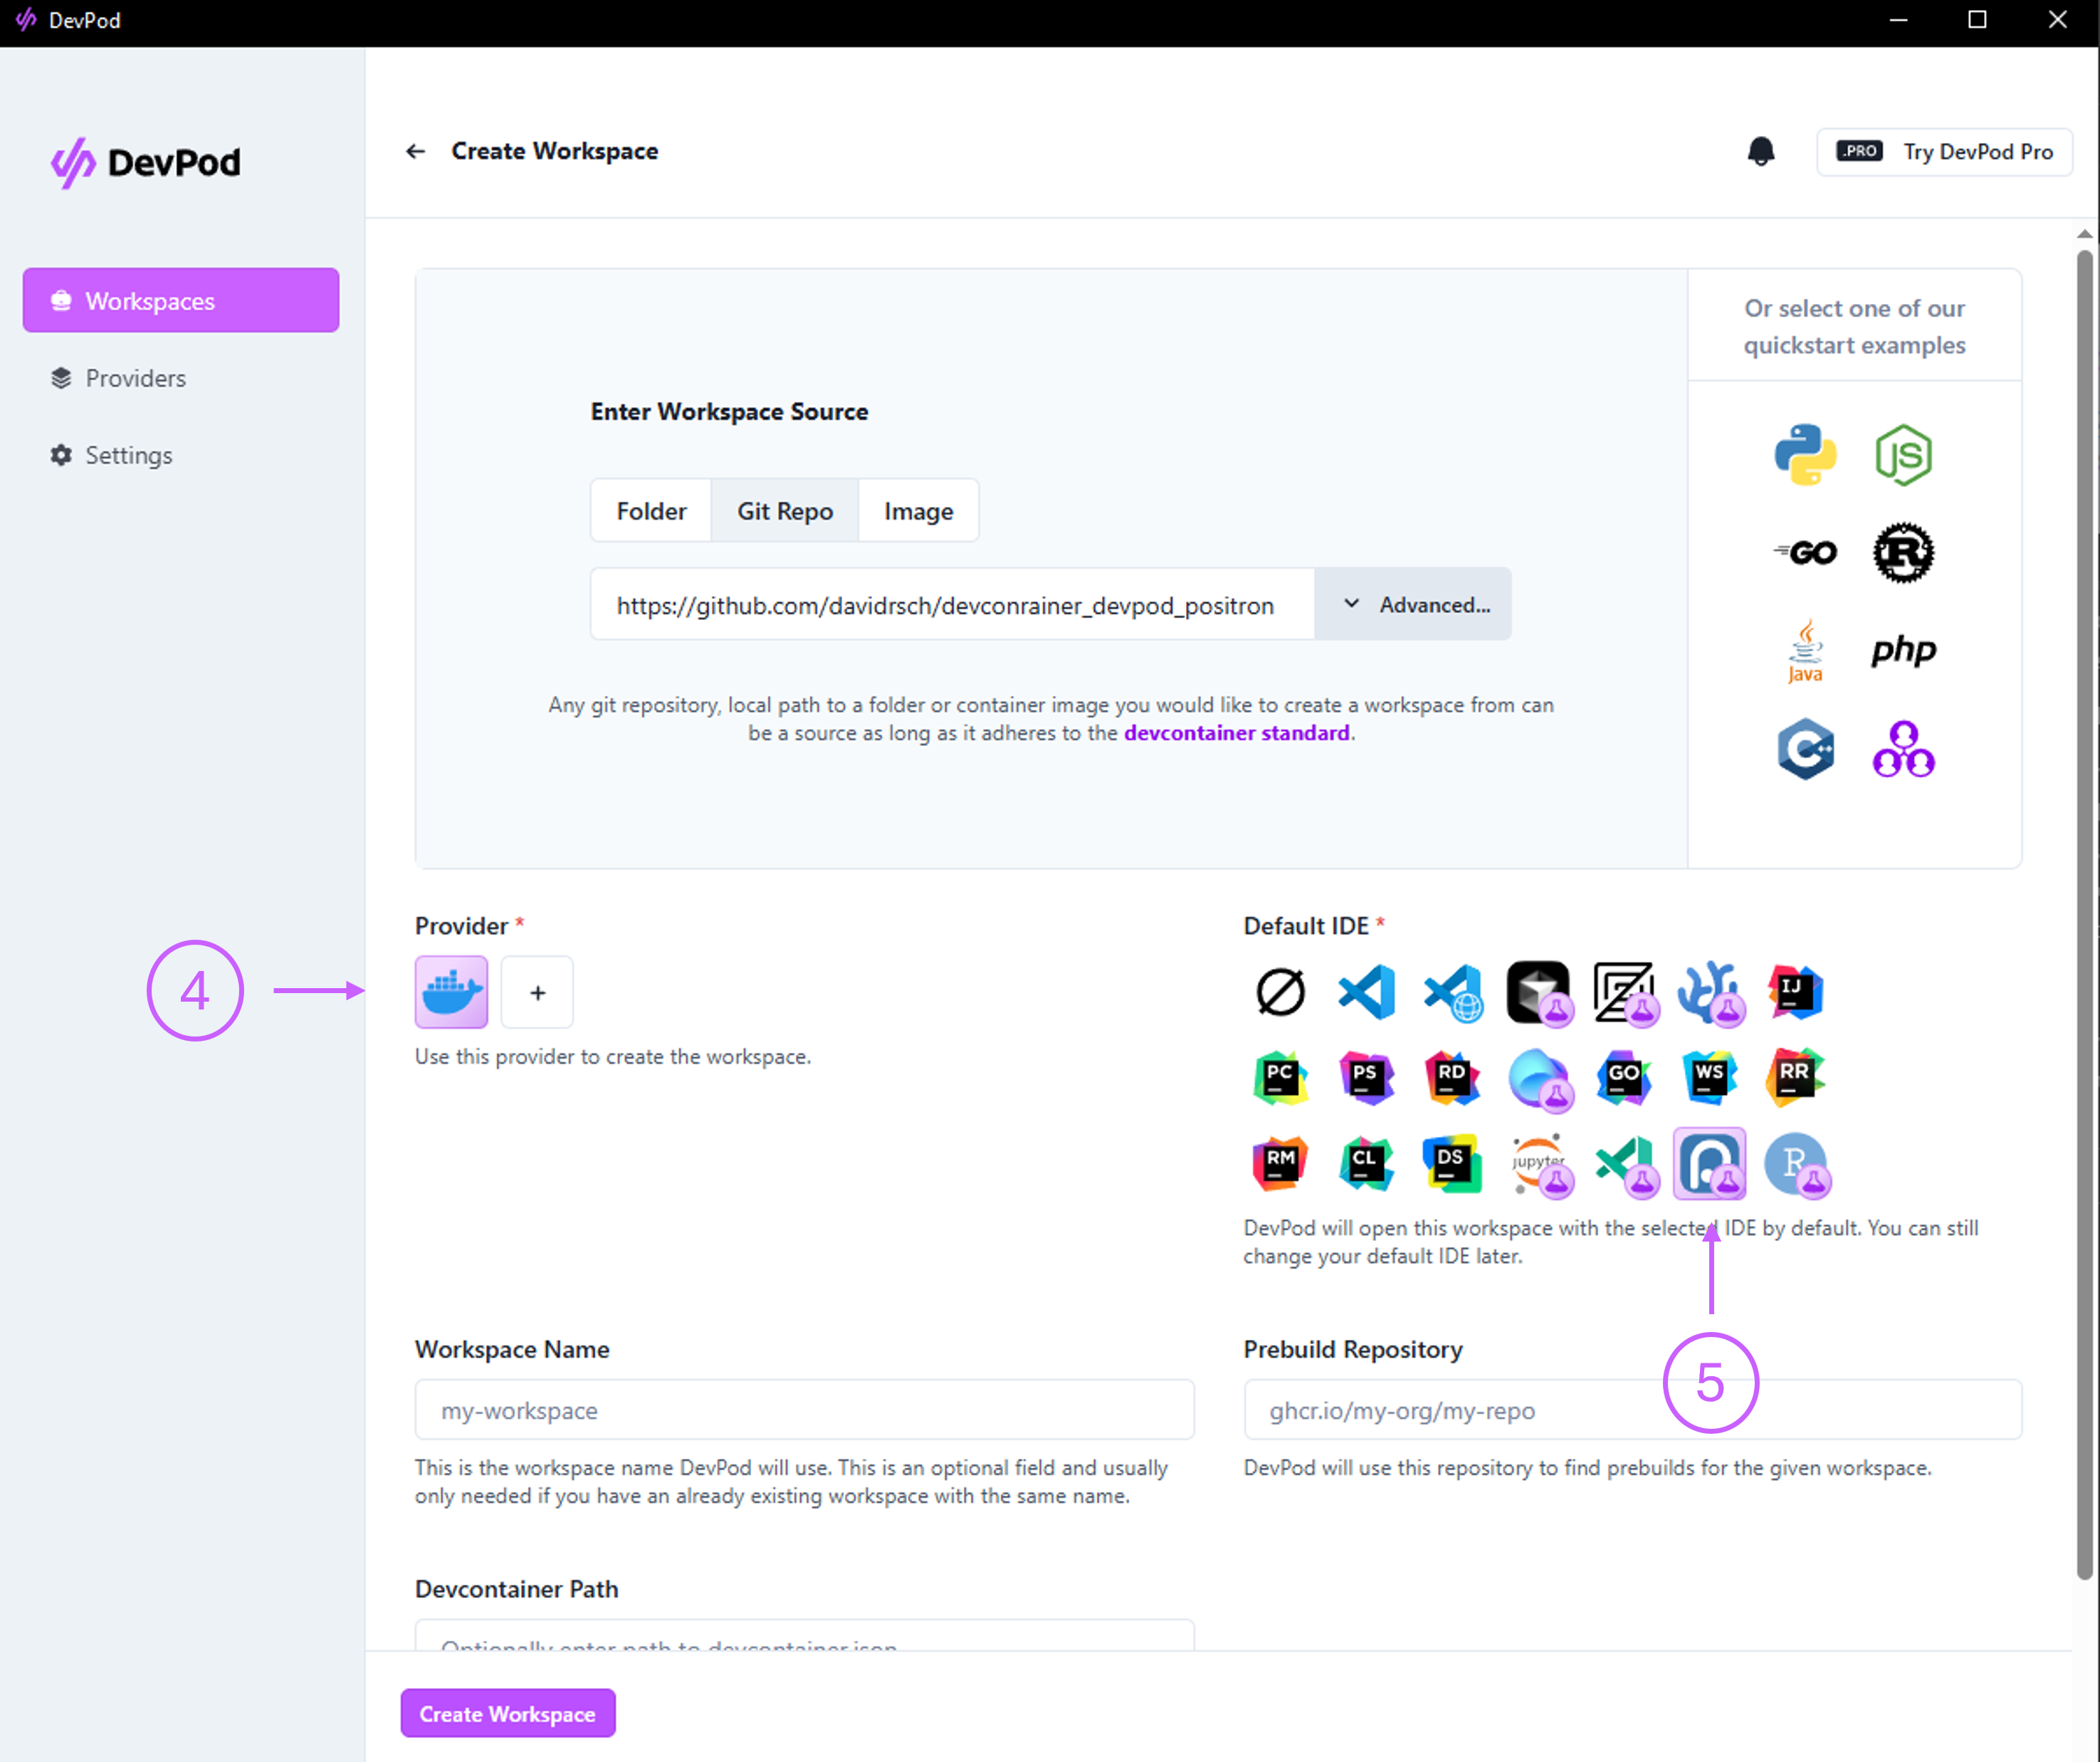 DevPod
DevPod
Workspaces
Providers
Settings
Create Workspace
.PRO Try DevPod Pro
Enter Workspace Source
Folder Git Repo Image
https://github.com/davidrsch/devconrainer_devpod_positron Advanced...
Any git repository, local path to a folder or container image you would like to create a workspace from can
be a source as long as it adheres to the devcontainer standard.
Or select one of our
quickstart examples
JS
GO
R
Java
php
C++
Provider *
4
+
Use this provider to create the workspace.
Default IDE *
IJ
PC PS RD GO WS RR
RM CL DS jupyter R
DevPod will open this workspace with the selected IDE by default. You can still
change your default IDE later.
5
Workspace Name
my-workspace
This is the workspace name DevPod will use. This is an optional field and usually
only needed if you have an already existing workspace with the same name.
Prebuild Repository
ghcr.io/my-org/my-repo
DevPod will use this repository to find prebuilds for the given workspace.
Devcontainer Path
Optionally enter path to devcontainer.json
Create Workspace